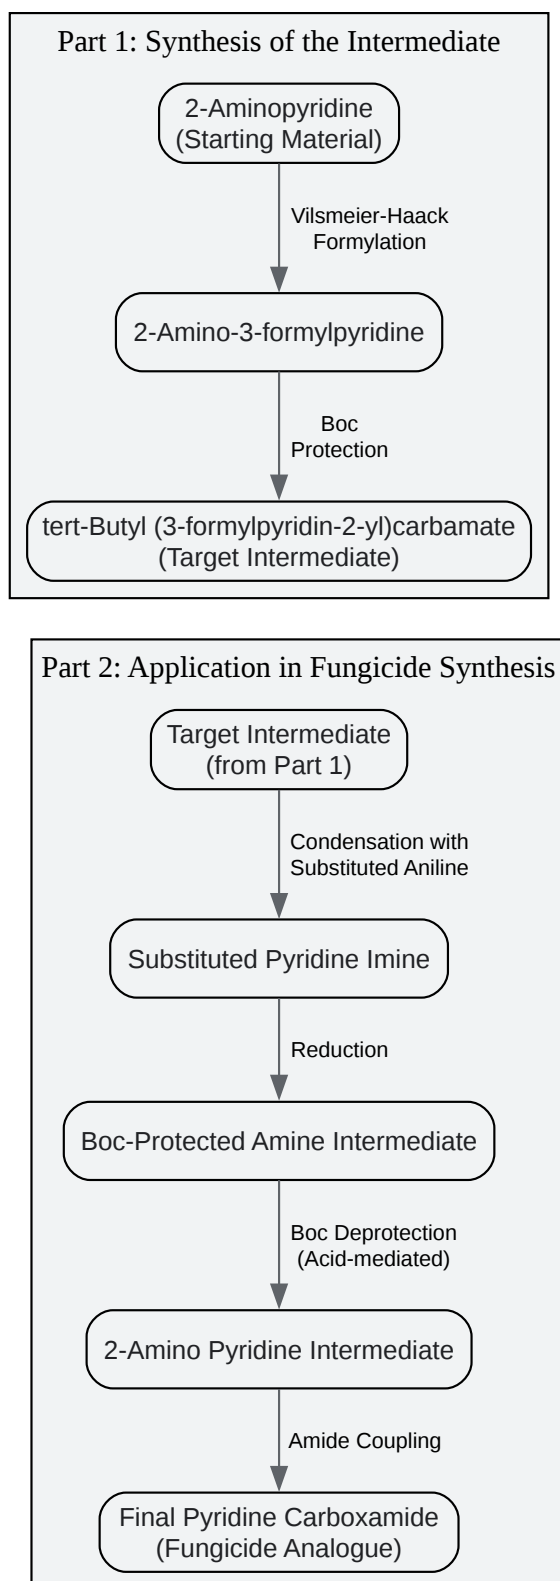 Part 1: Synthesis of the Intermediate
2-Aminopyridine
(Starting Material)
Vilsmeier-Haack
Formylation
2-Amino-3-formylpyridine
Boc
Protection
tert-Butyl (3-formylpyridin-2-yl)carbamate
(Target Intermediate)
Part 2: Application in Fungicide Synthesis
Target Intermediate
(from Part 1)
Condensation with
Substituted Aniline
Substituted Pyridine Imine
Reduction
Boc-Protected Amine Intermediate
Boc Deprotection
(Acid-mediated)
2-Amino Pyridine Intermediate
Amide Coupling
Final Pyridine Carboxamide
(Fungicide Analogue)